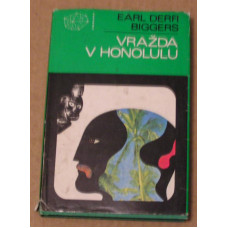 EARL DERR
BIGGERS
VRAŽDA
V HONOLULU